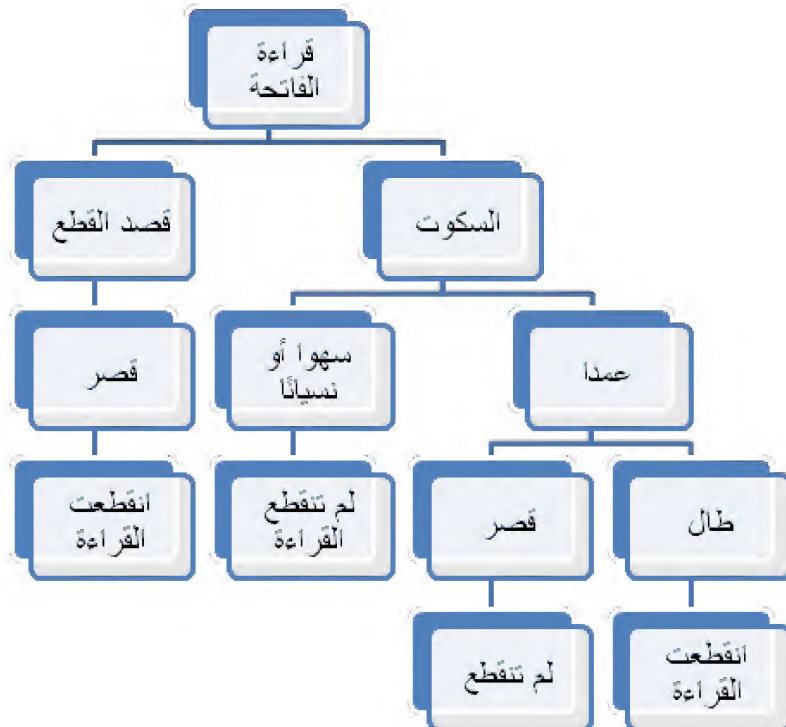 قراءة
الفاتحة
السكوت
قصد القطع
عمدا
سهوا أو
نسيانًا
قصر
طال
قصر
لم تنقطع
القراءة
انقطعت
القراءة
انقطعت
القراءة
لم تنقطع